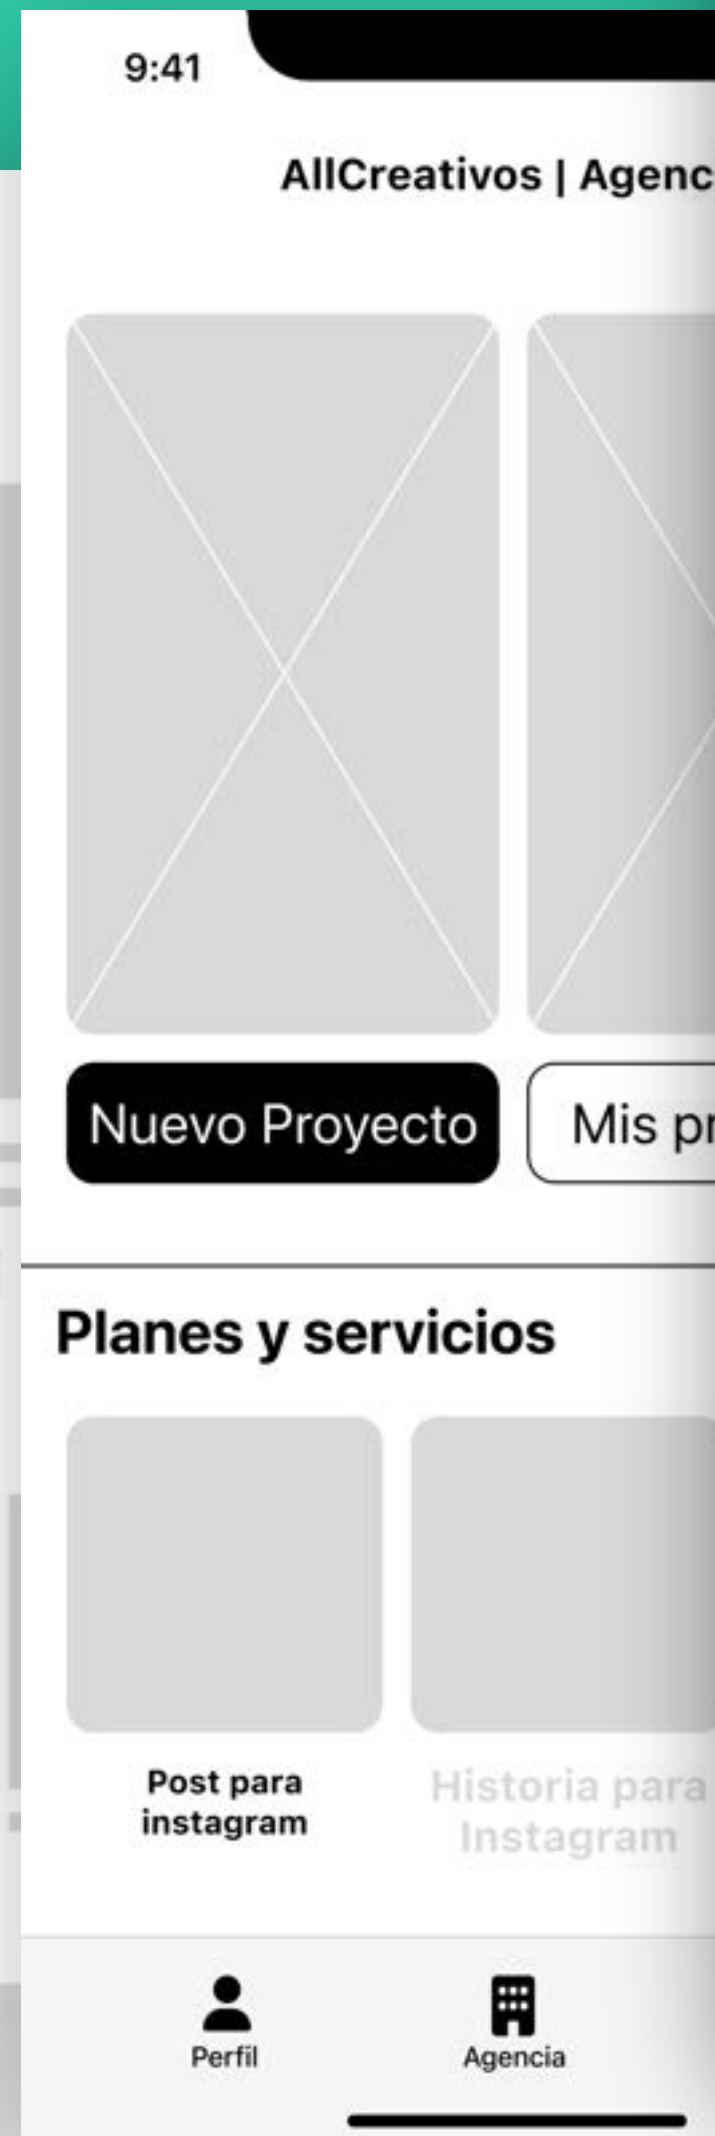 9:41
AllCreativos | Agenc
Nuevo Proyecto
Mis pr
Planes y servicios
Post para
instagram
Historia para
Instagram
Perfil
Agencia